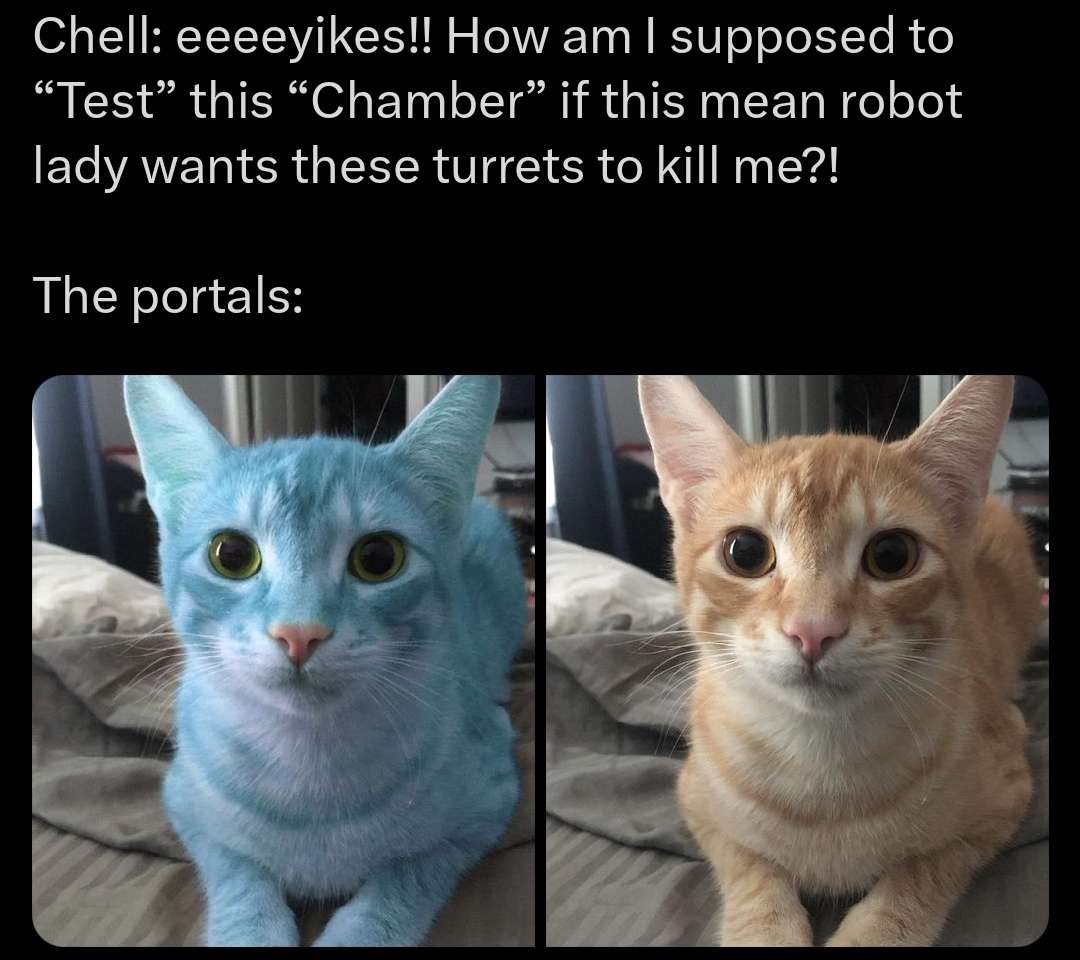 Chell: eeeeyikes!! How am I supposed to
“Test” this “Chamber” if this mean robot
lady wants these turrets to kill me?!
The portals: